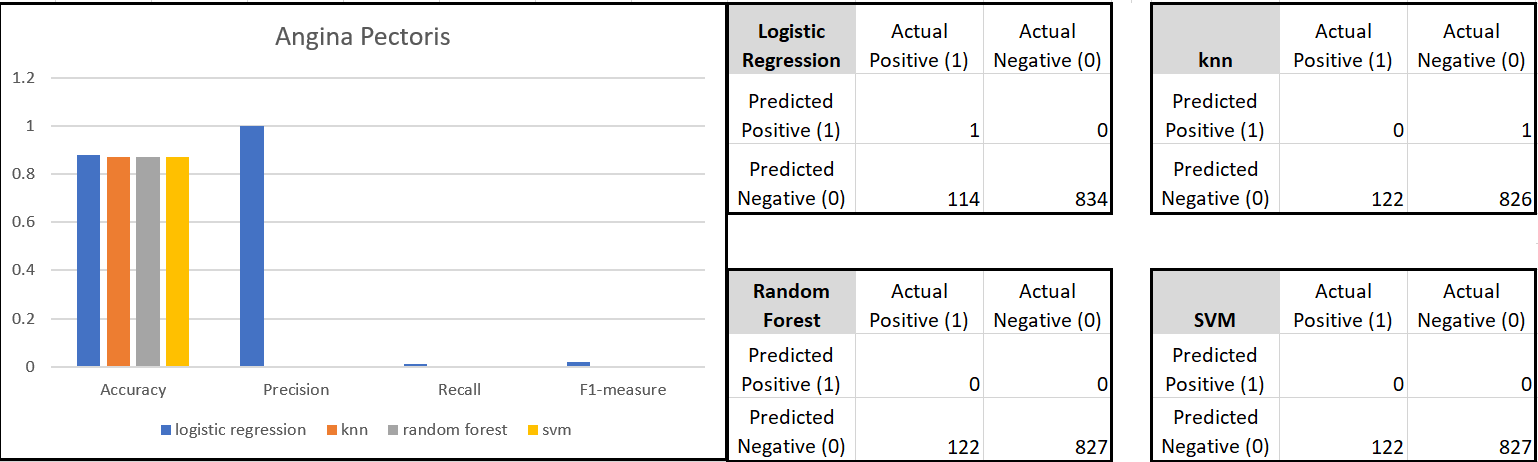 Angina Pectoris
1.2
1
0.8
0.6
0.4
0.2
0
Accuracy Precision Recall F1-measure
logistic regression knn random forest svm
Logistic Actual Actual
Regression Positive (1) Negative (0)
Predicted
Positive (1) 1 0
Predicted
Negative (0) 114 834
Actual Actual
knn Positive (1) Negative (0)
Predicted
Positive (1) 0 1
Predicted
Negative (0) 122 826
Random Actual Actual
Forest Positive (1) Negative (0)
Predicted
Positive (1) 0 0
Predicted
Negative (0) 122 827
Actual Actual
SVM Positive (1) Negative (0)
Predicted
Positive (1) 0 0
Predicted
Negative (0) 122 827